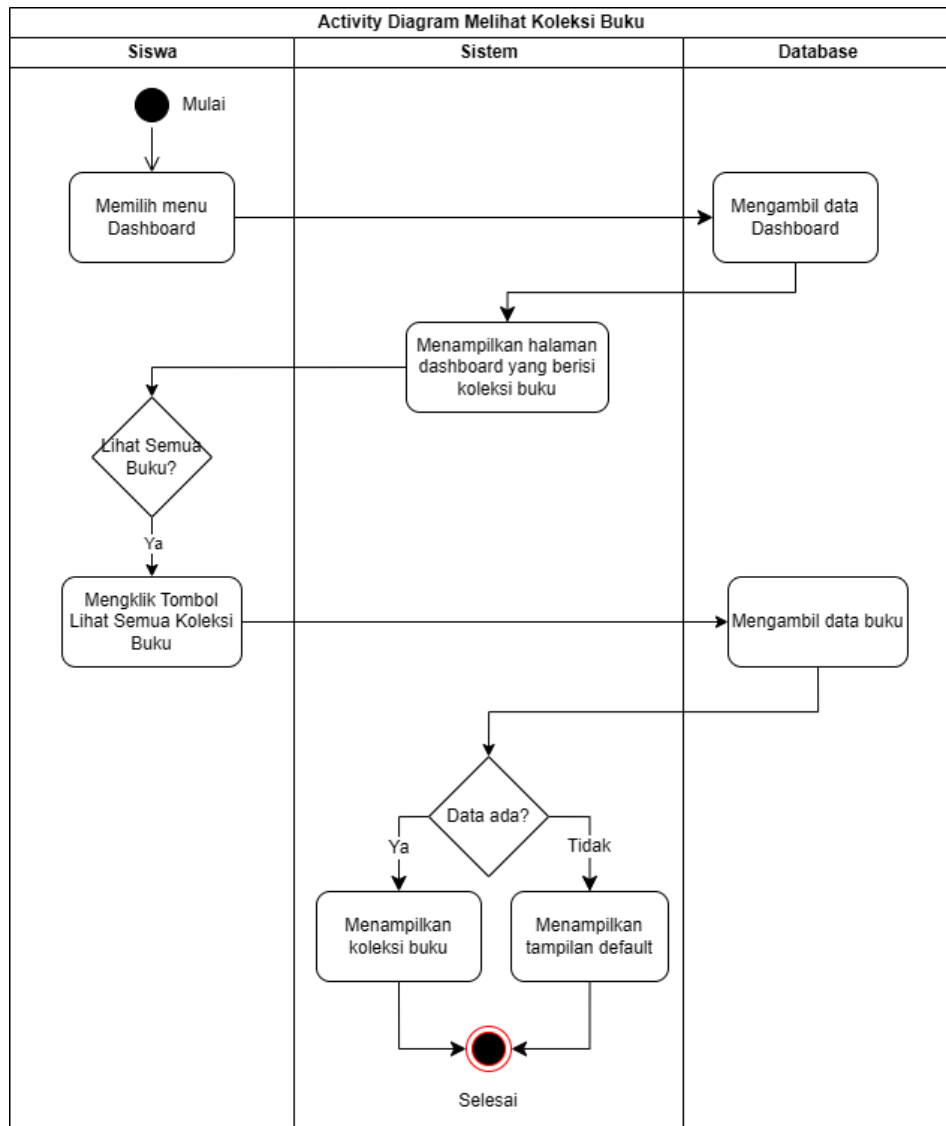 Activity Diagram Melihat Koleksi Buku
Siswa
Sistem
Database
Mulai
Memilih menu
Dashboard
Mengambil data
Dashboard
Menampilkan halaman
dashboard yang berisi
koleksi buku
Lihat Semua
Buku?
Ya
Mengklik Tombol
Lihat Semua Koleksi
Buku
Mengambil data buku
Data ada?
Ya
Tidak
Menampilkan
koleksi buku
Menampilkan
tampilan default
Selesai